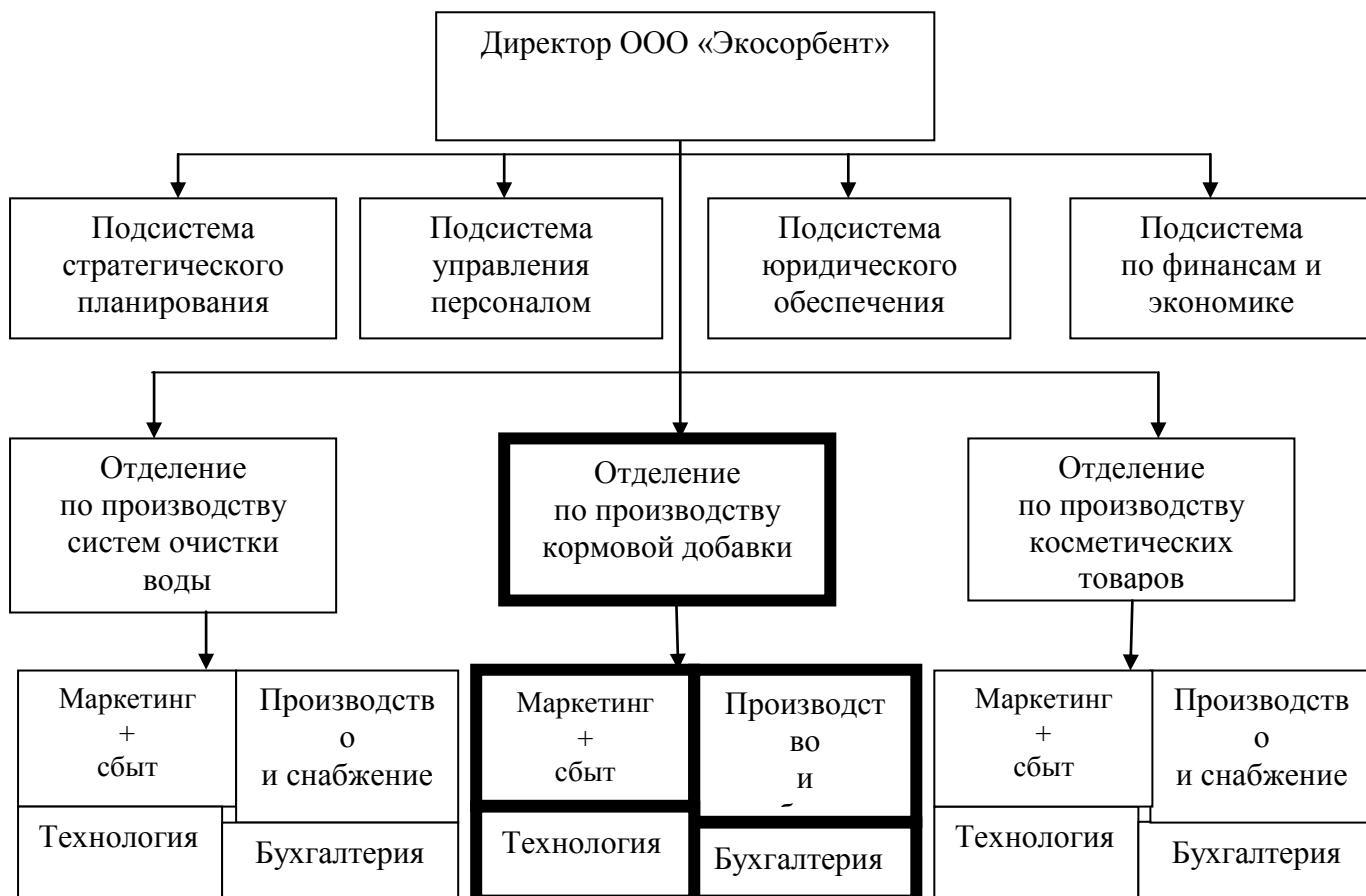 Директор ООО «Экосорбент»
Подсистема
стратегического
планирования
Подсистема
управления
персоналом
Подсистема
юридического
обеспечения
Подсистема
по финансам и
экономике
Отделение
по производству
систем очистки
воды
Отделение
по производству
кормовой добавки
Отделение
по производству
косметических
товаров
Маркетинг
+
сбыт
Производств
о
и снабжение
Технология
Бухгалтерия
Маркетинг
+
сбыт
Производст
во
и
Технология
Бухгалтерия
Маркетинг
+
сбыт
Производств
о
и снабжение
Технология
Бухгалтерия